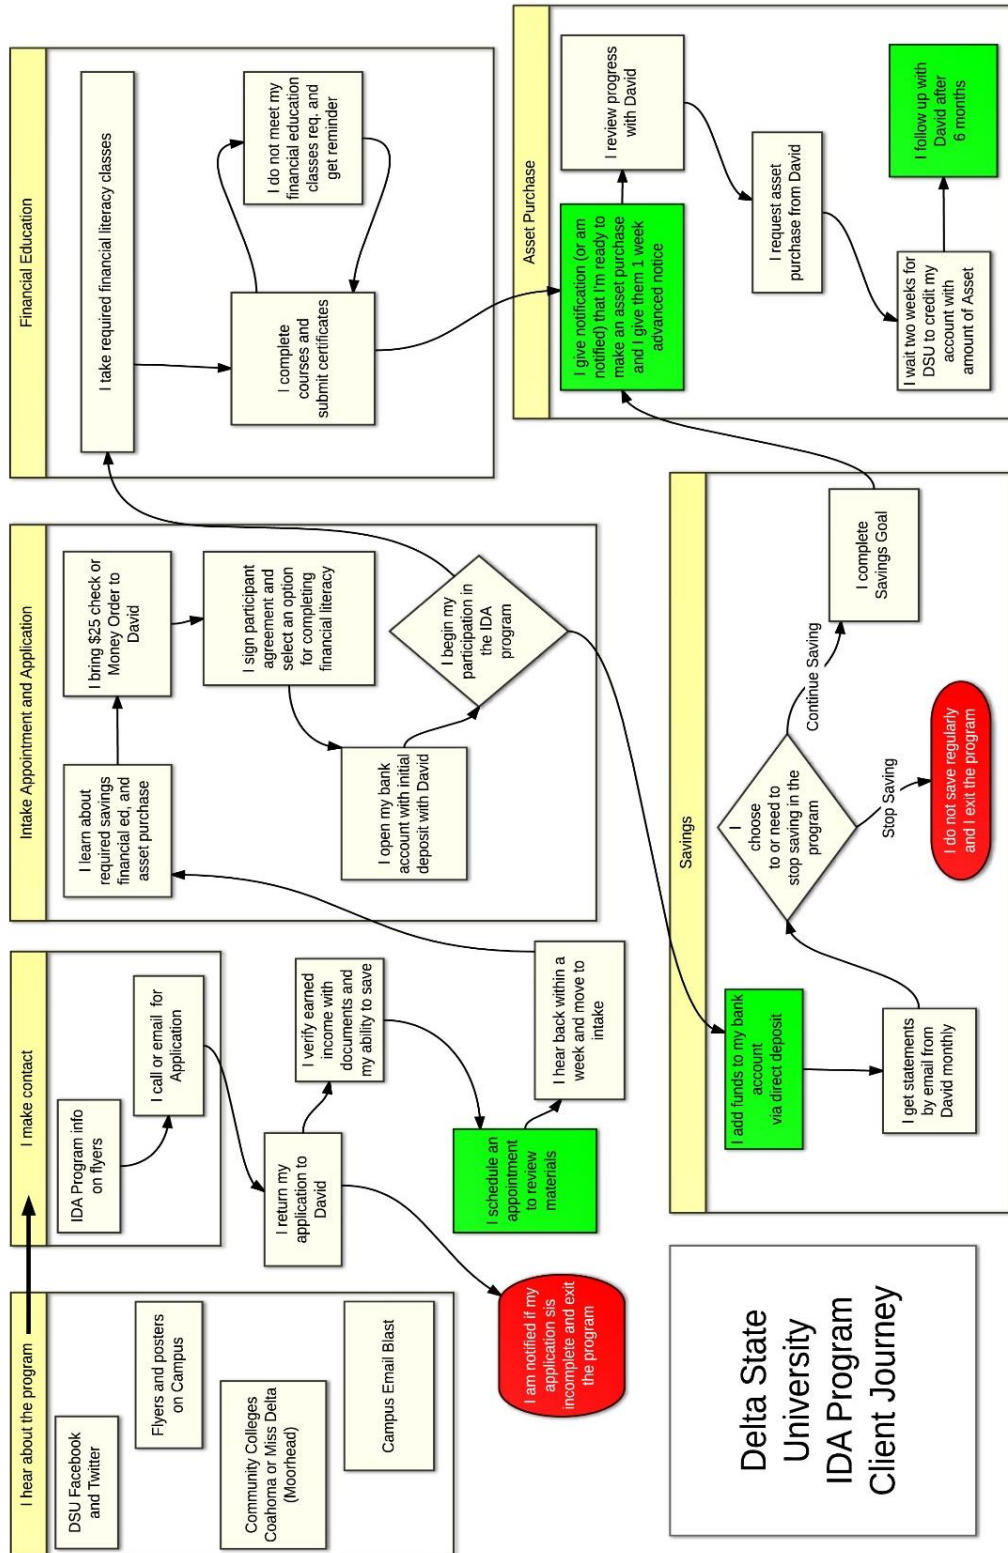 I hear about the program
DSU Facebook
and Twitter
Flyers and posters
on Campus
Community Colleges
Coahoma or Miss Delta
(Moorhead)
Campus Email Blast
I make contact
IDA Program info
on flyers
I call or email for
Application
I return my
application to
David
I verify earned
income with
documents and
my ability to save
I am notified if my
application sis
incomplete and exit
the program
I schedule an
appointment
to review
materials
I hear back within a
week and move to
intake
Intake Appointment and Application
I learn about
required savings
financial ed, and
asset purchase
I bring $25 check or
Money Order to
David
I sign participant
agreement and
select an option
for completing
financial literacy
I open my bank
account with initial
deposit with David
I begin my
participation in
the IDA
program
Financial Education
I take required financial literacy classes
I complete
courses and
submit certificates
I do not meet my
financial education
classes req. and
get reminder
Savings
I add funds to my bank
account
via direct deposit
I get statements
by email from
David monthly
I
choose
to or need to
stop saving in the
program
Continue Saving
Stop Saving
I complete
Savings Goal
I do not save regularly
and I exit the program
Asset Purchase
I give notification (or am
notified) that I'm ready to
make an asset purchase
and I give them 1 week
advanced notice
I review progress
with David
I request asset
purchase from David
I wait two weeks for
DSU to credit my
account with
amount of Asset
I follow up with
David after
6 months
Delta State
University
IDA Program
Client Journey